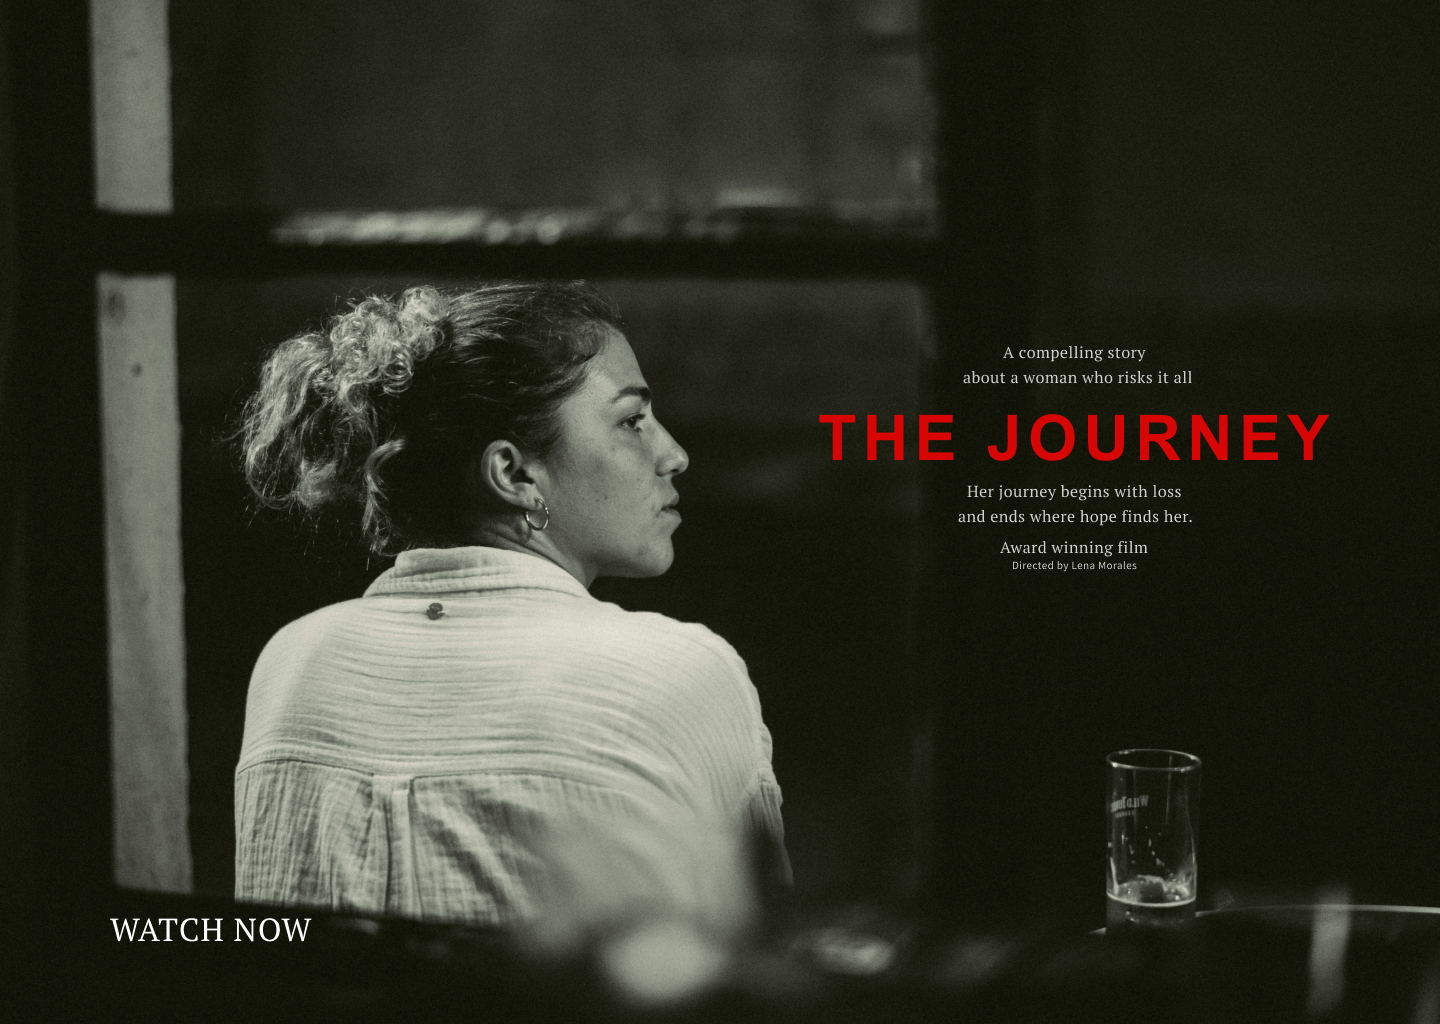 A compelling story
about a woman who risks it all
THE JOURNEY
Her journey begins with loss
and ends where hope finds her.
Award winning film
Directed by Lena Morales
WATCH NOW